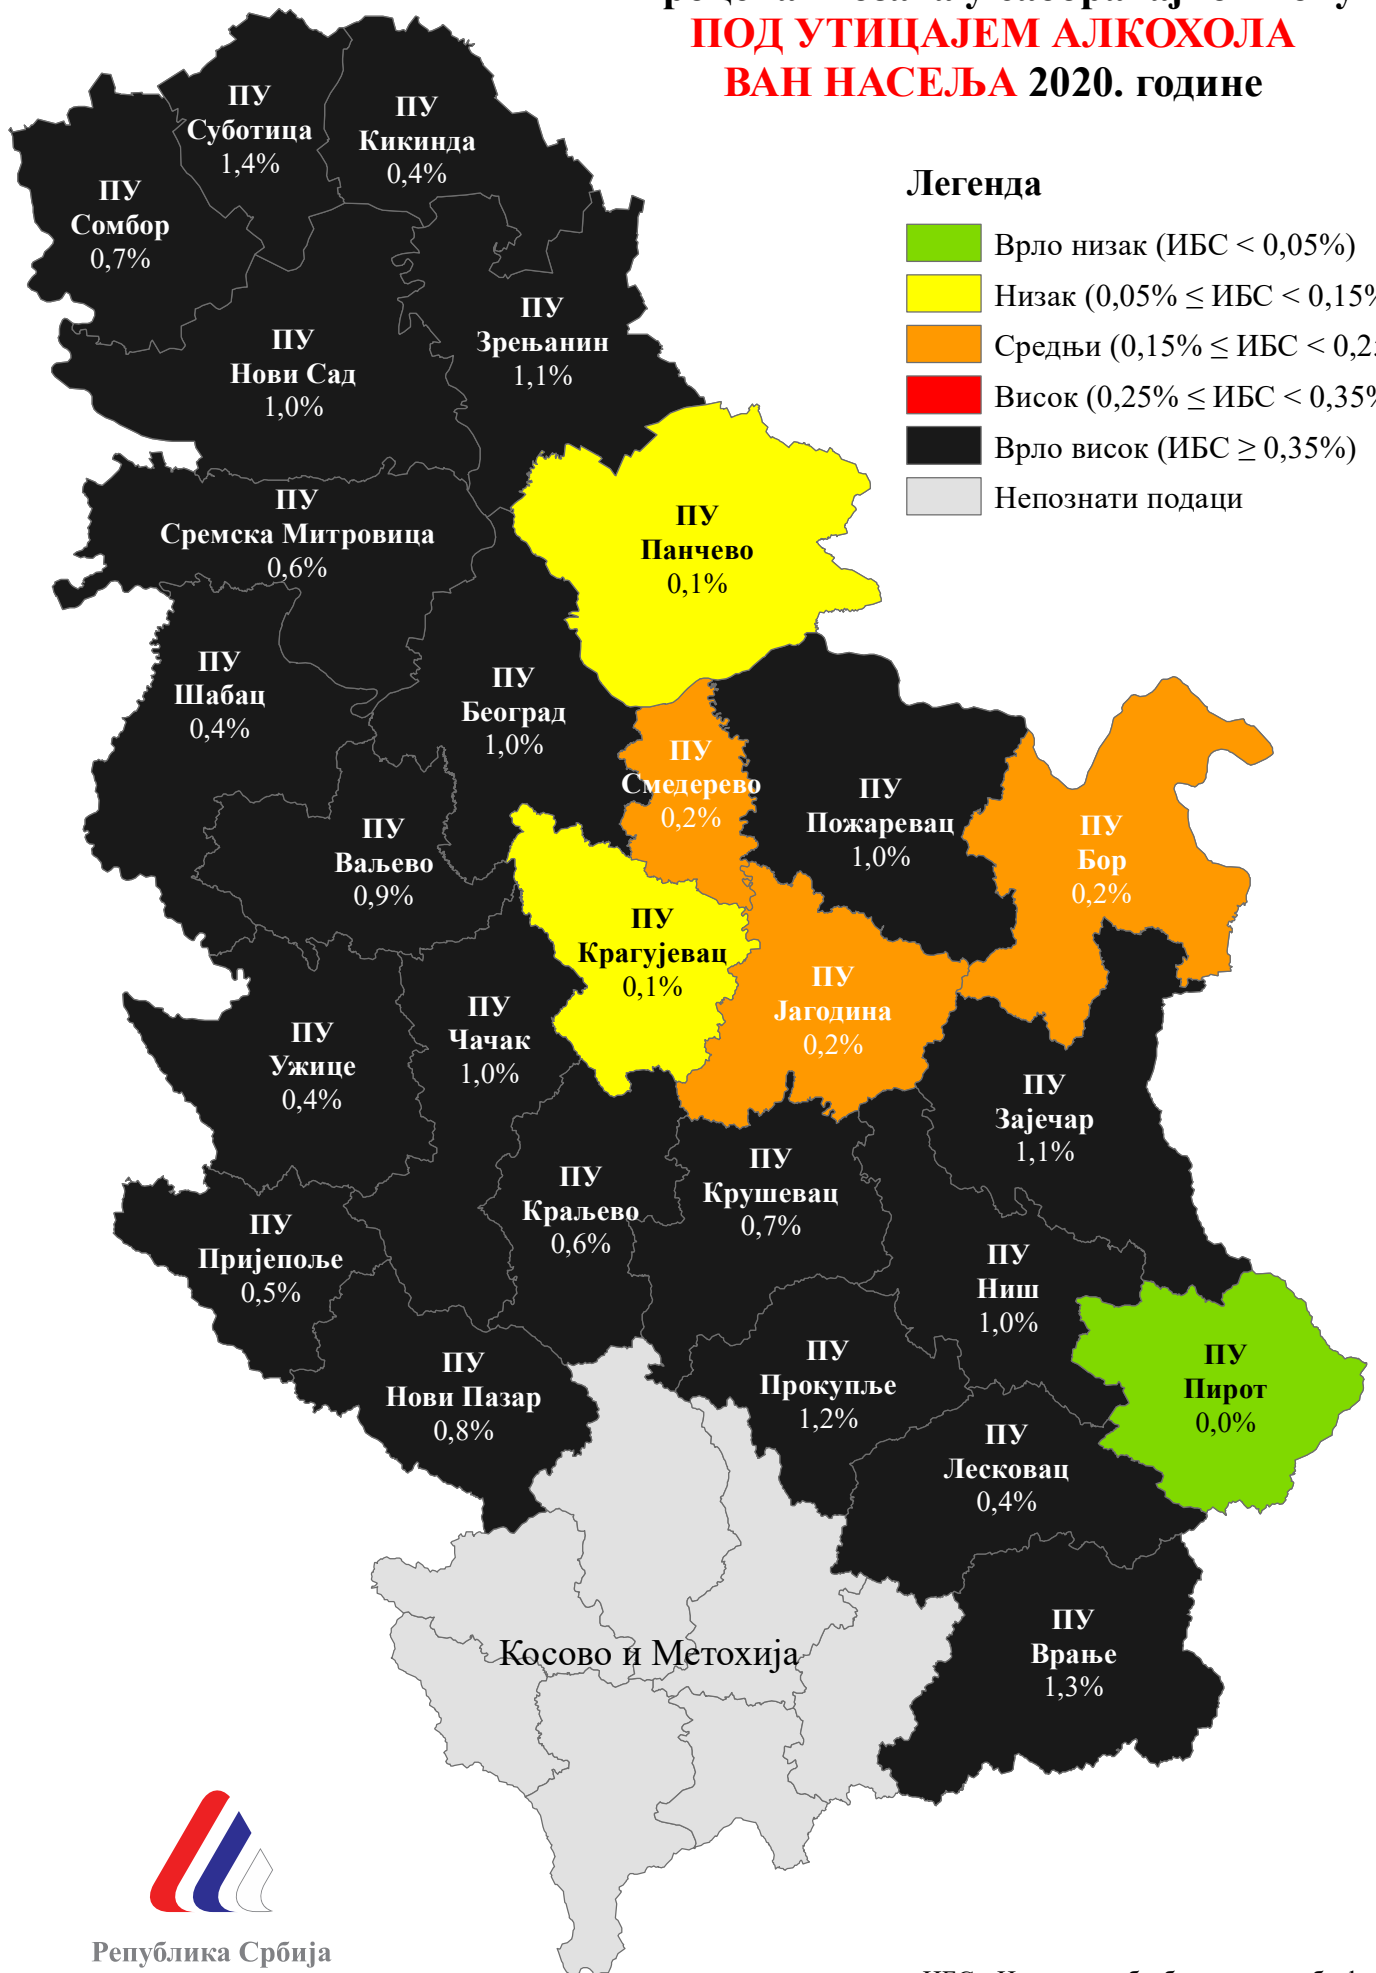 ПОД УТИЦАЈЕМ АЛКОХОЛА
ВАН НАСЕЉА 2020. године
Легенда
Врло низак (ИБС < 0,05%)
Низак (0,05% ≤ ИБС < 0,15%
Средњи (0,15% ≤ ИБС <
Висок (0,25% ≤ ИБС < 0,35%
Врло висок (ИБС ≥ 0,35%)
Непознати подаци
ПУ
Суботица
1,4%
ПУ
Кикинда
0,4%
ПУ
Сомбор
0,7%
ПУ
Зрењанин
1,1%
ПУ
Нови Сад
1,0%
ПУ
Сремска Митровица
0,6%
ПУ
Панчево
0,1%
ПУ
Шабац
0,4%
ПУ
Београд
1,0%
ПУ
Смедерево
0,2%
ПУ
Пожаревац
1,0%
ПУ
Бор
0,2%
ПУ
Ваљево
0,9%
ПУ
Крагујевац
0,1%
ПУ
Јагодина
0,2%
ПУ
Чачак
1,0%
ПУ
Ужице
0,4%
ПУ
Зајечар
1,1%
ПУ
Краљево
0,6%
ПУ
Крушевац
0,7%
ПУ
Пријепоље
0,5%
ПУ
Ниш
1,0%
ПУ
Нови Пазар
0,8%
ПУ
Прокупље
1,2%
ПУ
Пирот
0,0%
ПУ
Лесковац
0,4%
Косово и Метохија
ПУ
Врање
1,3%
Република Србија